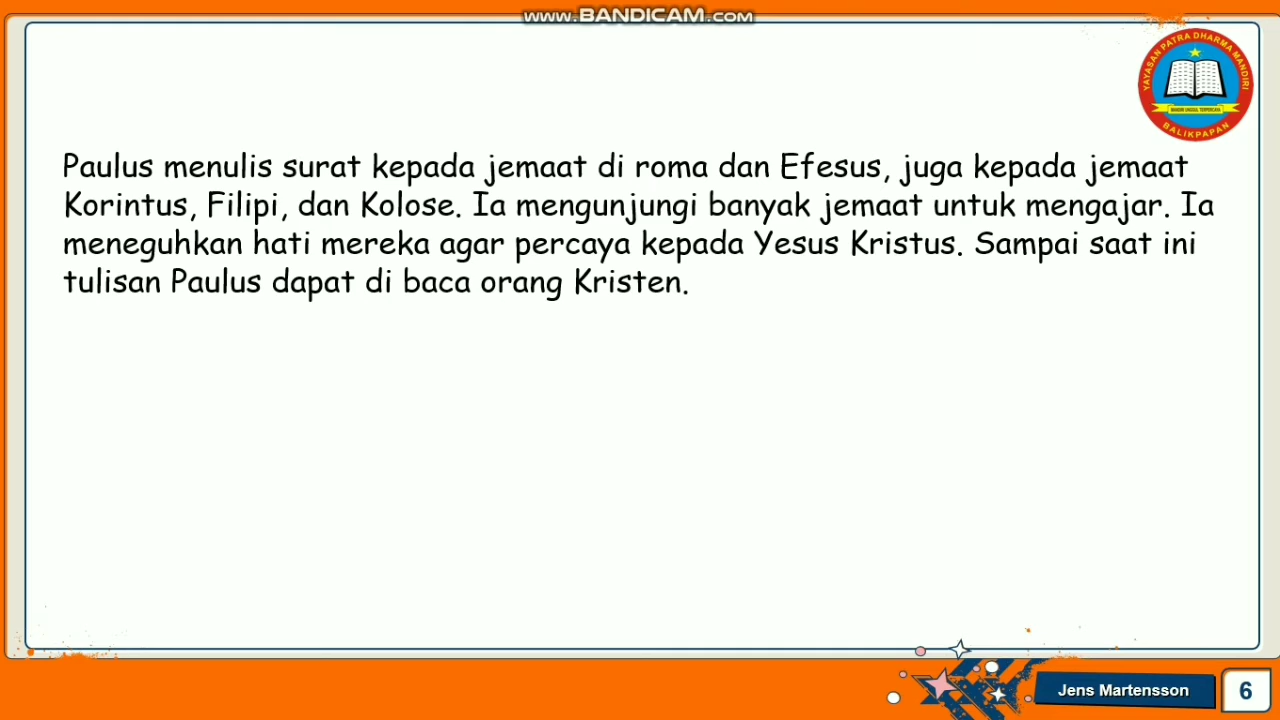 WWW.BANDICAM.COM
YAYASAN PATRA DHARMA MANDIRI
BALIKPAPAN
Paulus menulis surat kepada jemaat di roma dan Efesus, juga kepada jemaat
Korintus, Filipi, dan Kolose. Ia mengunjungi banyak jemaat untuk mengajar. Ia
meneguhkan hati mereka agar percaya kepada Yesus Kristus. Sampai saat ini
tulisan Paulus dapat di baca orang Kristen.
Jens Martensson
6